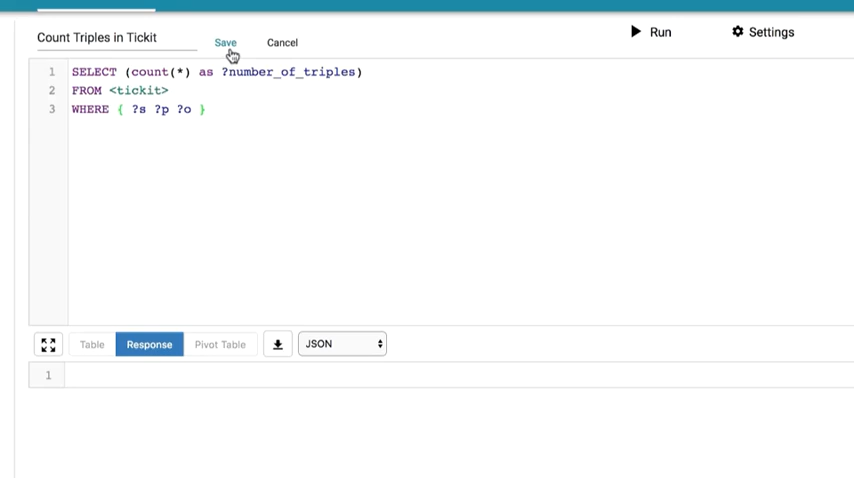 Count Triples in Tickit Save Cancel Run Settings
1 SELECT (count(*) as ?number_of_triples)
2 FROM <tickit>
3 WHERE { ?s ?p ?o }
Table Response Pivot Table JSON
1